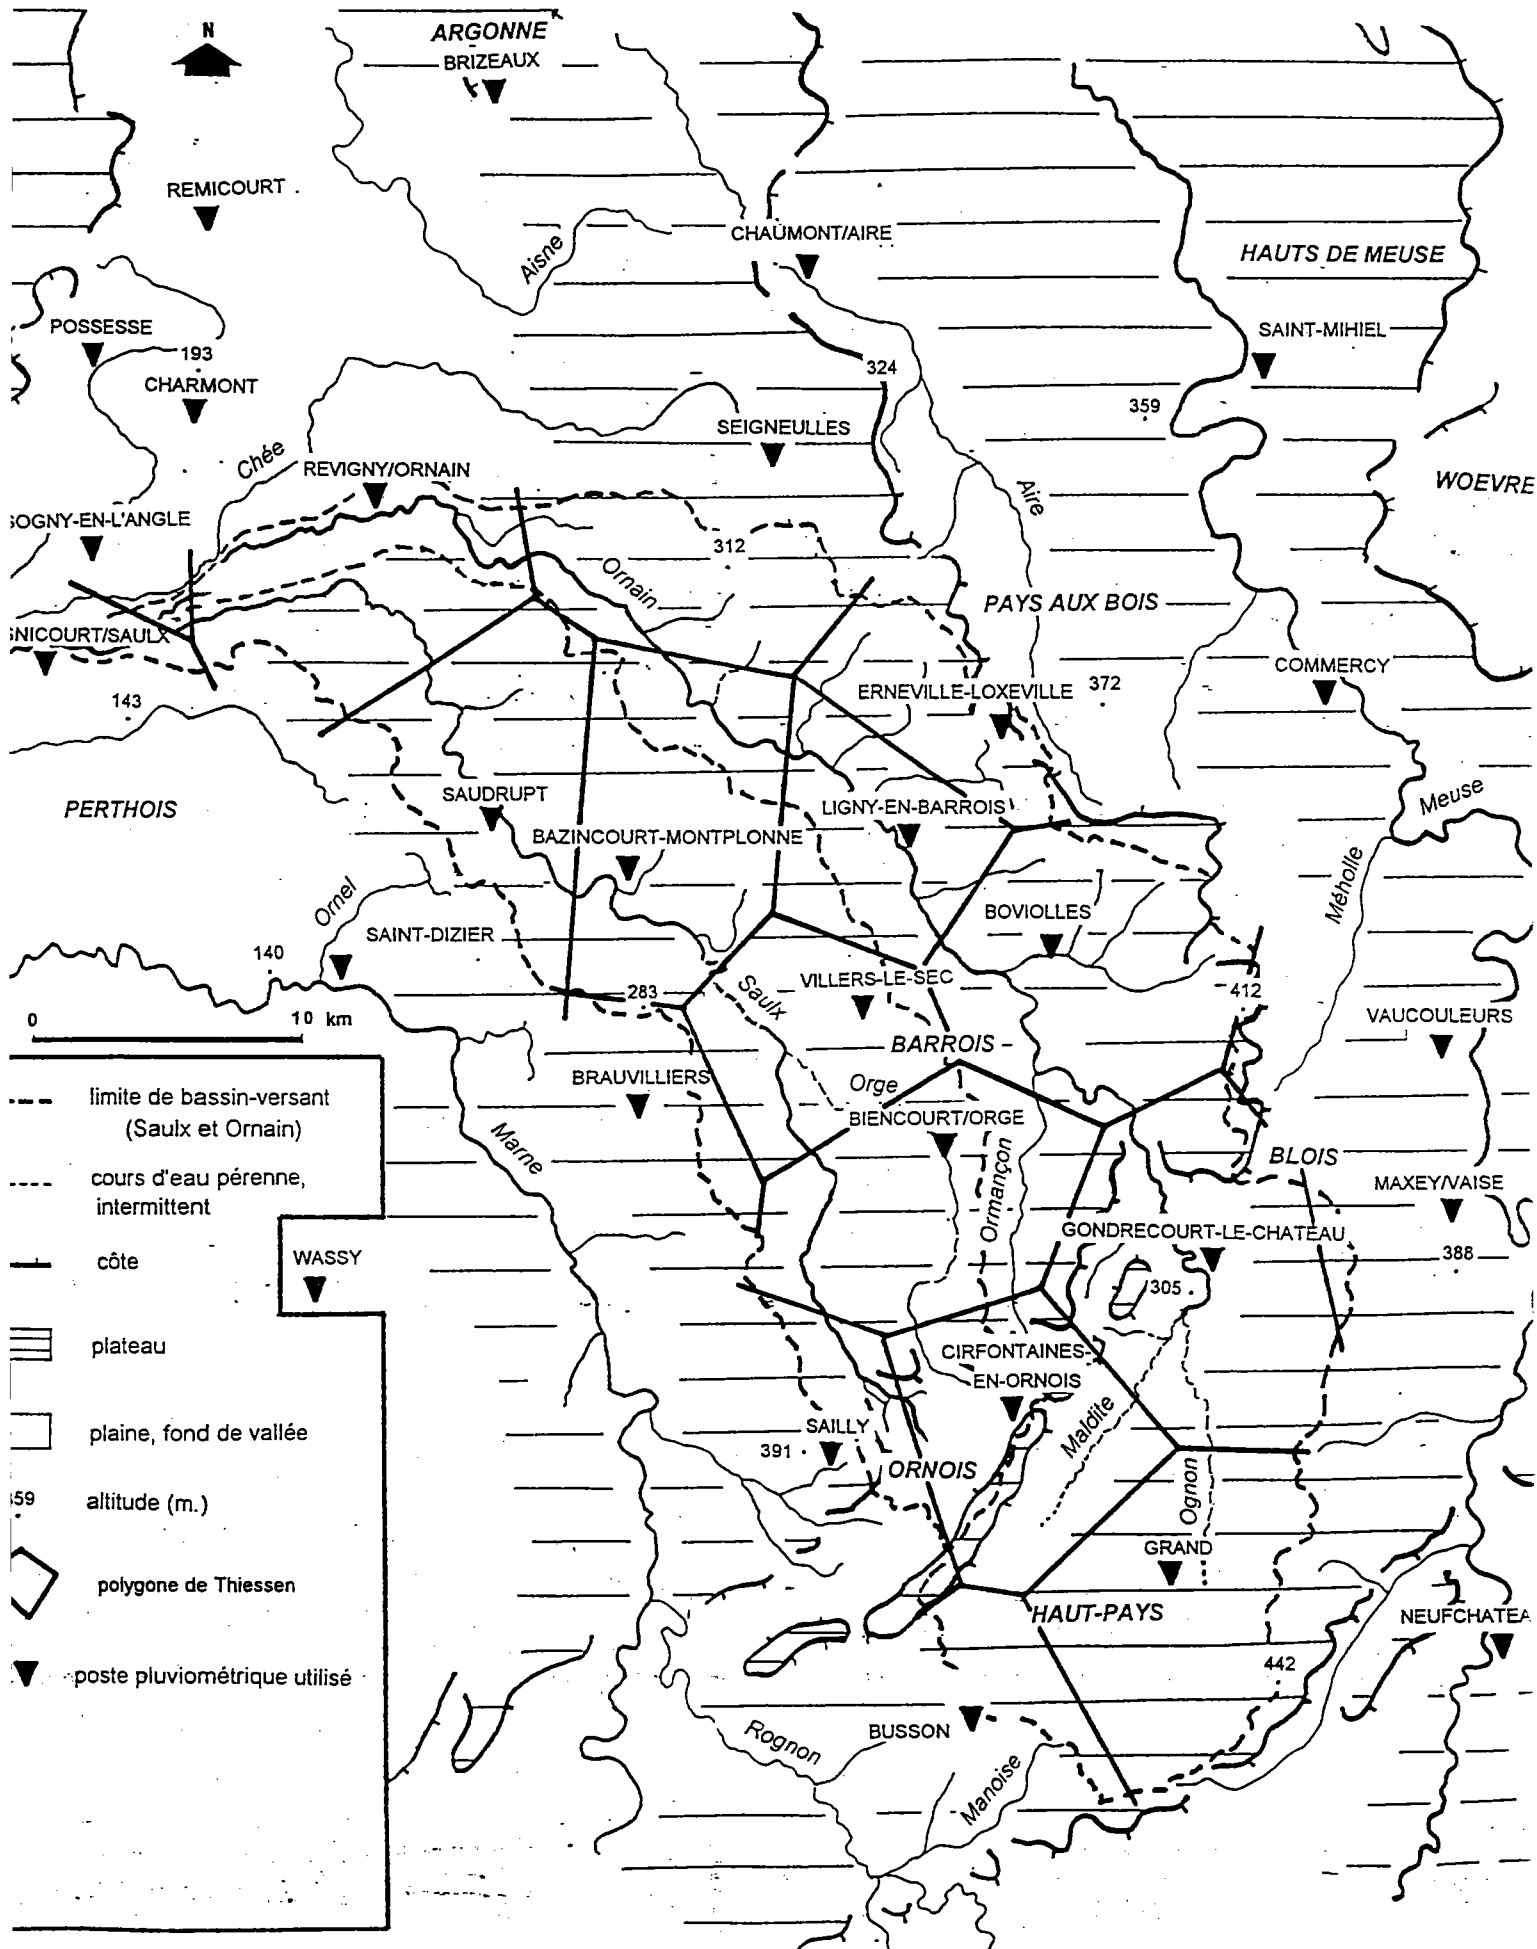 N
ARGONNE
BRIZEAUX
REMICOURT
Aisne
CHAUMONT/AIRE
HAUTS DE MEUSE
POSSESSE
193
CHARMONT
SAINT-MIHIEL
324
359
SEIGNEULLES
Chée
REVIGNY/ORNAIN
Aire
WOEVRE
SOGNY-EN-L'ANGLE
312
Ornain
PAYS AUX BOIS
SNICOURT/SAULX
COMMERCY
143
ERNEVILLE-LOXEVILLE
372
PERTHOIS
SAUDRUPT
LIGNY-EN-BARROIS
Meuse
BAZINCOURT-MONTPLONNE
Méholle
Ornel
BOVIOLLES
SAINT-DIZIER
140
VILLERS-LE-SEC
283
Saulx
412
VAUCOULEURS
0 10 km
BARROIS
BRAUVILLIERS
Orge
BIENCOURT/ORGE
limite de bassin-versant
(Saulx et Ornain)
Marne
Ormançon
BLOIS
MAXEY/VAISE
cours d'eau pérenne,
intermittent
GONDRECOURT-LE-CHATEAU
388
côte
WASSY
305
plateau
CIRFONTAINES-
EN-ORNOIS
Maldite
plaine, fond de vallée
SAILLY
391
ORNOIS
Ognon
359
altitude (m.)
GRAND
polygone de Thiessen
HAUT-PAYS
NEUFCHATEA
poste pluviométrique utilisé
442
BUSSON
Rognon
Manoise